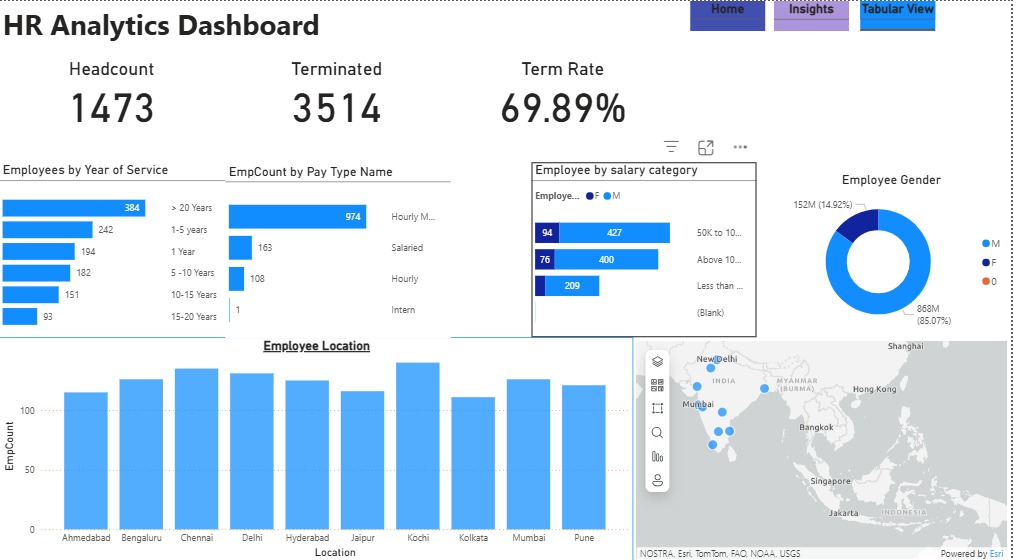 HR Analytics Dashboard
Home
Insights
Tabular View
Headcount
1473
Terminated
3514
Term Rate
69.89%
Employees by Year of Service
384 > 20 Years
242 1-5 years
194 1 Year
182 5 -10 Years
151 10-15 Years
93 15-20 Years
EmpCount by Pay Type Name
974 Hourly M...
163 Salaried
108 Hourly
1 Intern
Employee by salary category
Employe... F M
94 427 50K to 10...
76 400 Above 10...
209 Less than ...
(Blank)
Employee Gender
152M (14.92%)
868M
(85.07%)
M
F
0
Employee Location
EmpCount
100
50
0
Ahmedabad Bengaluru Chennai Delhi Hyderabad Jaipur Kochi Kolkata Mumbai Pune
Location
Shanghai
New Delhi
INDIA
MYANMAR
(BURMA)
Hong Kong
Mumbai
Bangkok
Singapore
Jakarta
INDONESIA
NOSTRA, Esri, TomTom, FAO, NOAA, USGS
Powered by Esri